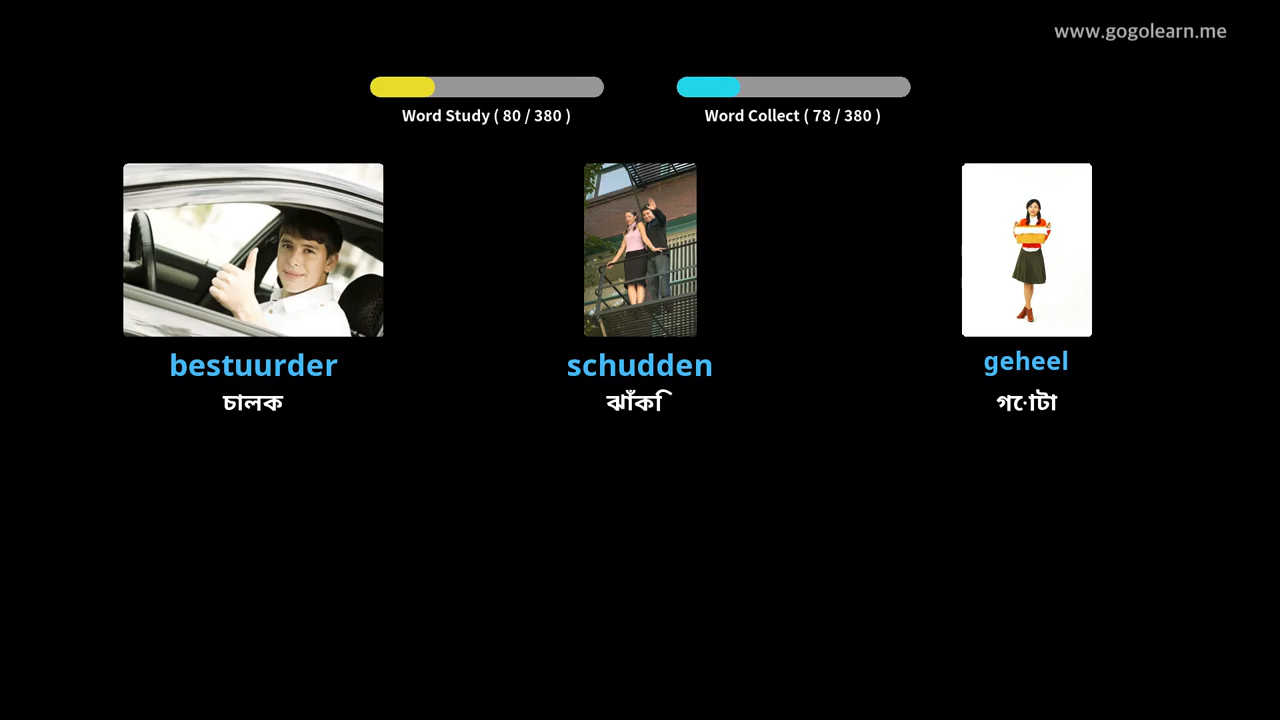 www.gogolearn.me
Word Study ( 80 / 380 )
Word Collect ( 78 / 380 )
bestuurder
schudden
geheel
চালক
ঝাঁকি
গোটা